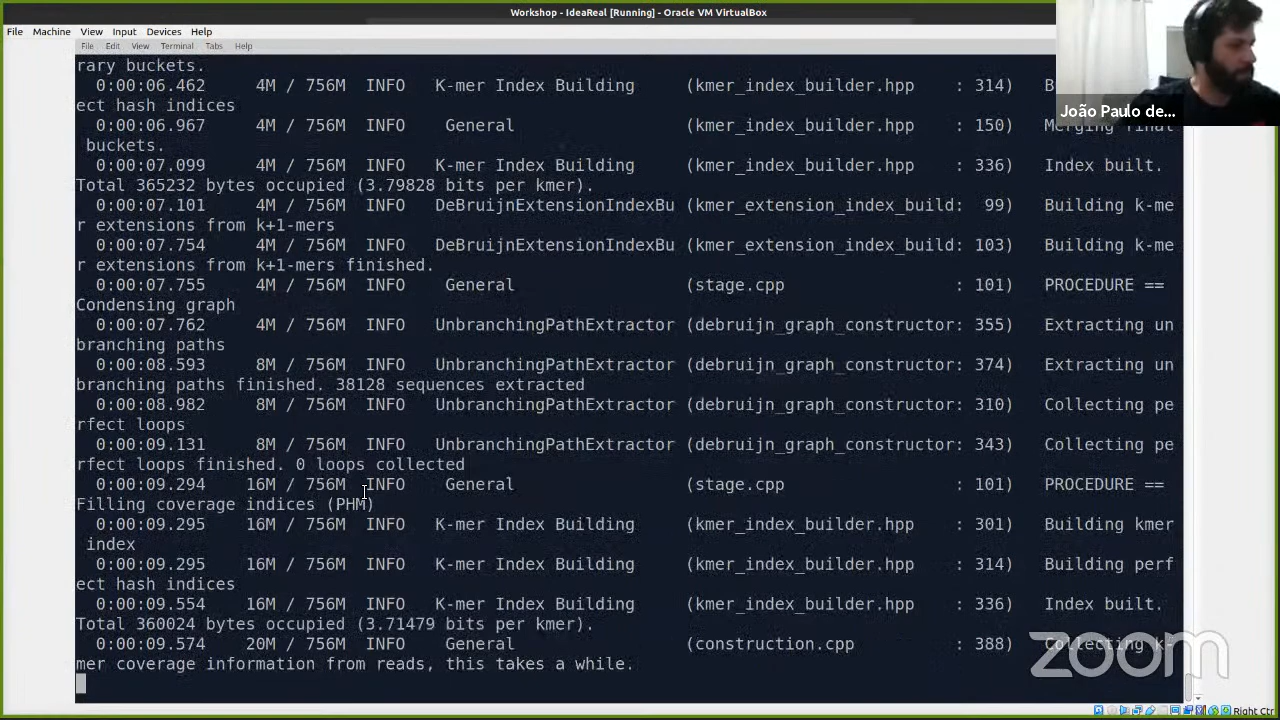 Workshop - IdeaReal [Running] - Oracle VM VirtualBox
File Machine View Input Devices Help
File Edit View Terminal Tabs Help
João Paulo de...
rary buckets.
0:00:06.462 4M / 756M INFO K-mer Index Building (kmer_index_builder.hpp : 314)
ect hash indices
0:00:06.967 4M / 756M INFO General (kmer_index_builder.hpp : 150) Merging final
buckets.
0:00:07.099 4M / 756M INFO K-mer Index Building (kmer_index_builder.hpp : 336) Index built.
Total 365232 bytes occupied (3.79828 bits per kmer).
0:00:07.101 4M / 756M INFO DeBruijnExtensionIndexBu (kmer_extension_index_build: 99) Building k-me
r extensions from k+1-mers
0:00:07.754 4M / 756M INFO DeBruijnExtensionIndexBu (kmer_extension_index_build: 103) Building k-me
r extensions from k+1-mers finished.
0:00:07.755 4M / 756M INFO General (stage.cpp : 101) PROCEDURE ==
Condensing graph
0:00:07.762 4M / 756M INFO UnbranchingPathExtractor (debruijn_graph_constructor: 355) Extracting un
branching paths
0:00:08.593 8M / 756M INFO UnbranchingPathExtractor (debruijn_graph_constructor: 374) Extracting un
branching paths finished. 38128 sequences extracted
0:00:08.982 8M / 756M INFO UnbranchingPathExtractor (debruijn_graph_constructor: 310) Collecting pe
rfect loops
0:00:09.131 8M / 756M INFO UnbranchingPathExtractor (debruijn_graph_constructor: 343) Collecting pe
rfect loops finished. 0 loops collected
0:00:09.294 16M / 756M INFO General (stage.cpp : 101) PROCEDURE ==
Filling coverage indices (PHM)
0:00:09.295 16M / 756M INFO K-mer Index Building (kmer_index_builder.hpp : 301) Building kmer
index
0:00:09.295 16M / 756M INFO K-mer Index Building (kmer_index_builder.hpp : 314) Building perf
ect hash indices
0:00:09.554 16M / 756M INFO K-mer Index Building (kmer_index_builder.hpp : 336) Index built.
Total 360024 bytes occupied (3.71479 bits per kmer).
0:00:09.574 20M / 756M INFO General (construction.cpp : 388) Collecting k-
mer coverage information from reads, this takes a while.
zoom
Right Ctr